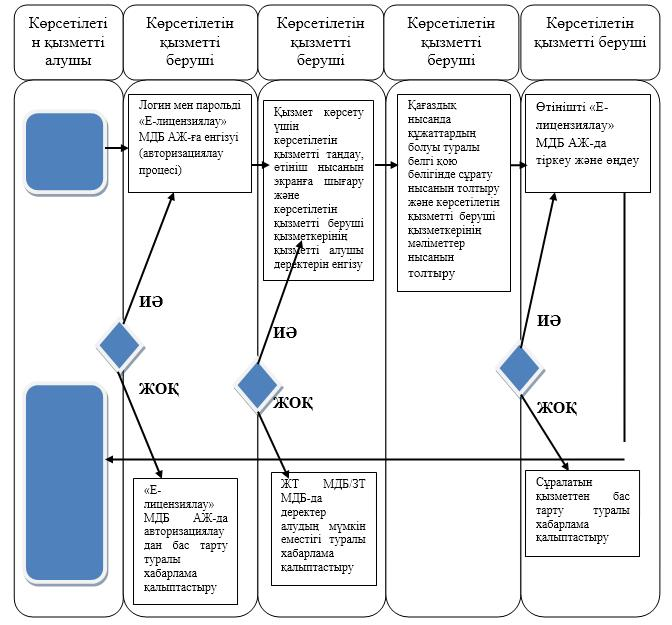 Көрсетілеті
н қызметті
алушы
Көрсетілетін
қызметті
беруші
Көрсетілетін
қызметті
беруші
Көрсетілетін
қызметті
беруші
Көрсетілетін
қызметті беруші
Логин мен парольді
«Е-лицензиялау»
МДБ АЖ-ға енгізуі
(авторизациялау
процесі)
Қызмет көрсету
үшін
көрсетілетін
қызметті таңдау,
өтініш нысанын
экранға шығару
және
көрсетілетін
қызметті беруші
қызметкерінің
қызметті алушы
деректерін енгізу
Қағаздық
нысанда
құжаттардың
болуы туралы
белгі қою
бөлігінде сұрату
нысанын толтыру
және көрсетілетін
қызметті беруші
қызметкерінің
мәліметтер
нысанын
толтыру
Өтінішті «Е-
лицензиялау»
МДБ АЖ-да
тіркеу және өңдеу
ИӘ
ИӘ
ИӘ
ЖОҚ
ЖОҚ
ЖОҚ
«Е-
лицензиялау»
МДБ АЖ-да
авторизациялау
дан бас тарту
туралы
хабарлама
қалыптастыру
ЖТ МДБ/ЗТ
МДБ-да
деректер
алудың мүмкін
еместігі туралы
хабарлама
қалыптастыру
Сұралатын
қызметтен бас
тарту туралы
хабарлама
қалыптастыру